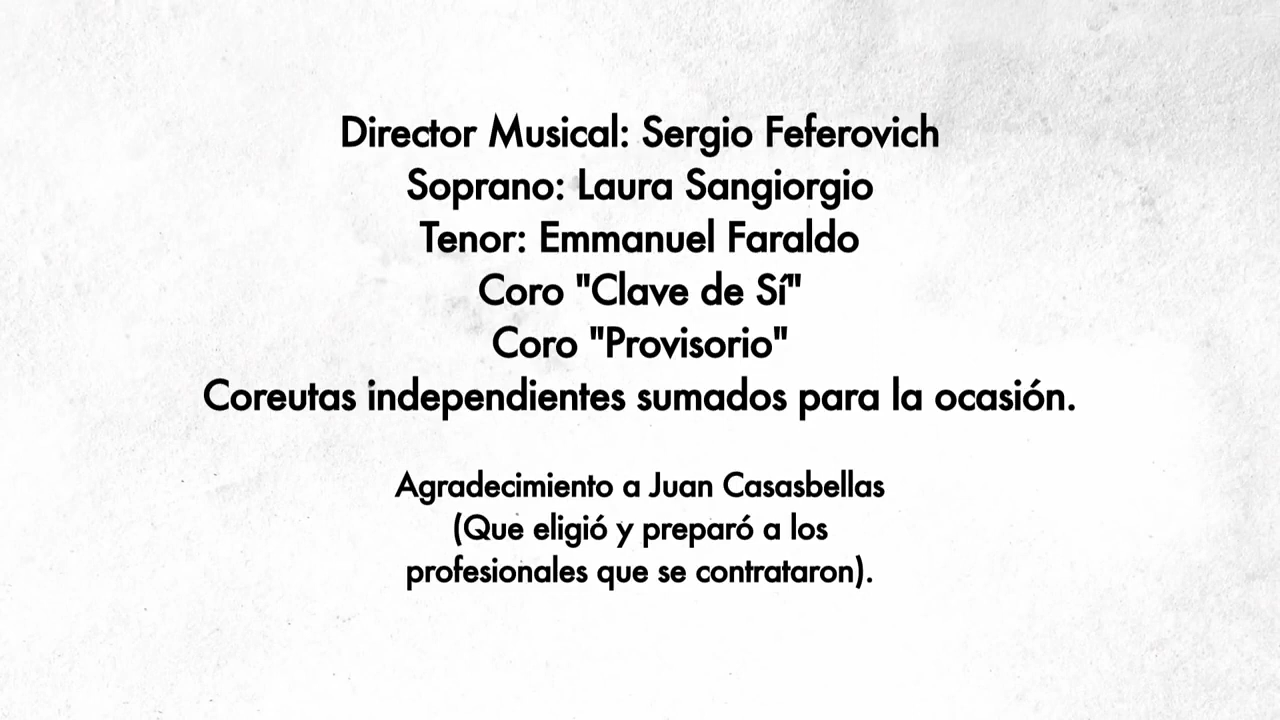 Director Musical: Sergio Feferovich
Soprano: Laura Sangiorgio
Tenor: Emmanuel Faraldo
Coro "Clave de Sí"
Coro "Provisorio"
Coreutas independientes sumados para la ocasión.
Agradecimiento a Juan Casasbellas
(Que eligió y preparó a los
profesionales que se contrataron).